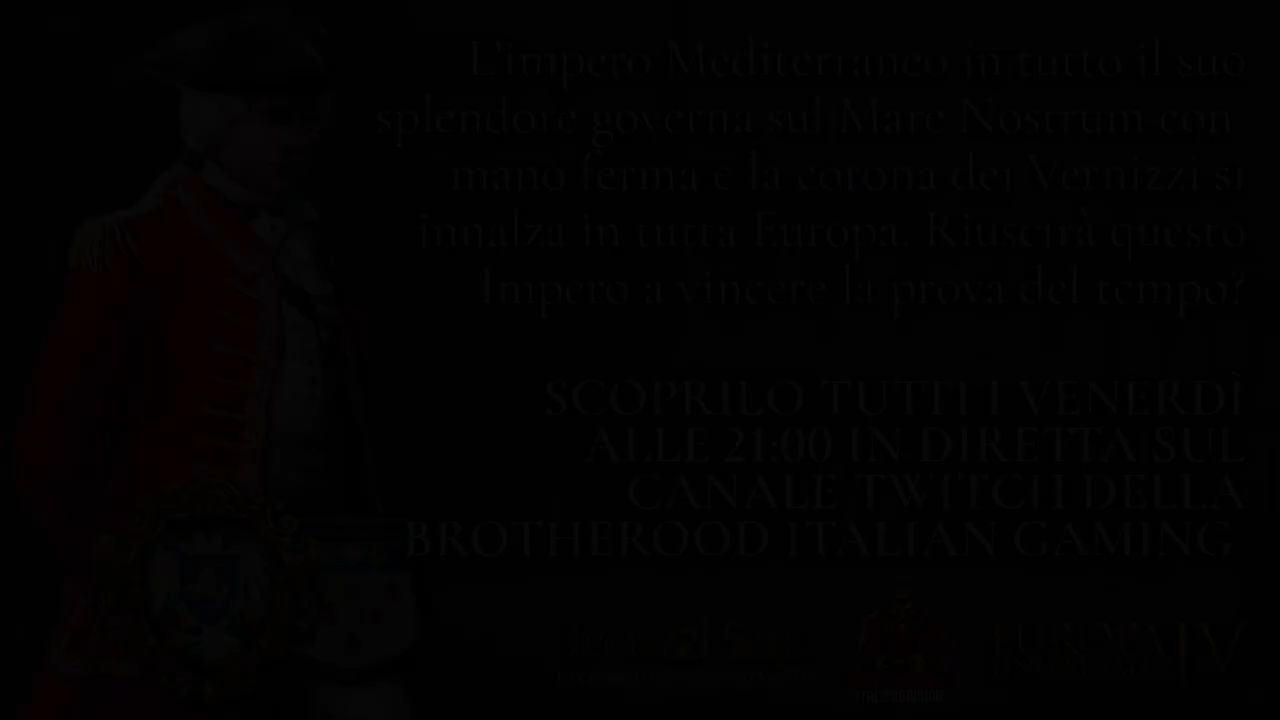 L'impero Mediterraneo in tutto il suo
splendore governa sul Mare Nostrum con
mano ferma e la corona dei Vernizzi si
innalza in tutta Europa. Riuscirà questo
Impero a vincere la prova del tempo?
SCOPRILO TUTTI I VENERDÌ
ALLE 21:00 IN DIRETTA SUL
CANALE TWITCH DELLA
BROTHEROOD ITALIAN GAMING
EUROPA IV